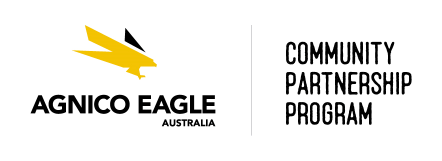 AGNICO EAGLE
AUSTRALIA
COMMUNITY
PARTNERSHIP
PROGRAM